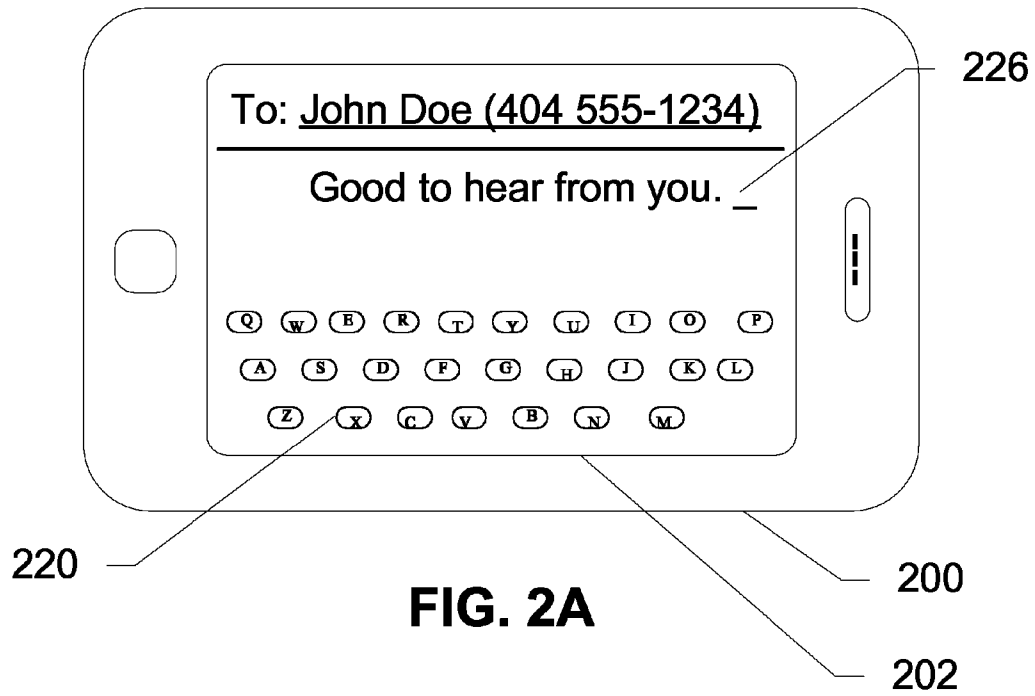 226
To: John Doe (404 555-1234)
Good to hear from you. _
Q W E R T Y U I O P
A S D F G H J K L
Z X C V B N M
220
200
FIG. 2A
202